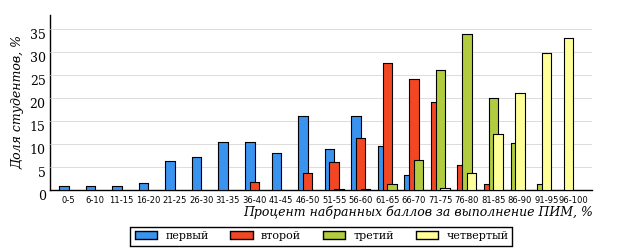 Доля студентов, %
35
30
25
20
15
10
5
0
0-5 6-10 11-15 16-20 21-25 26-30 31-35 36-40 41-45 46-50 51-55 56-60 61-65 66-70 71-75 76-80 81-85 86-90 91-95 96-100
Процент набранных баллов за выполнение ПИМ, %
первый второй третий четвертый